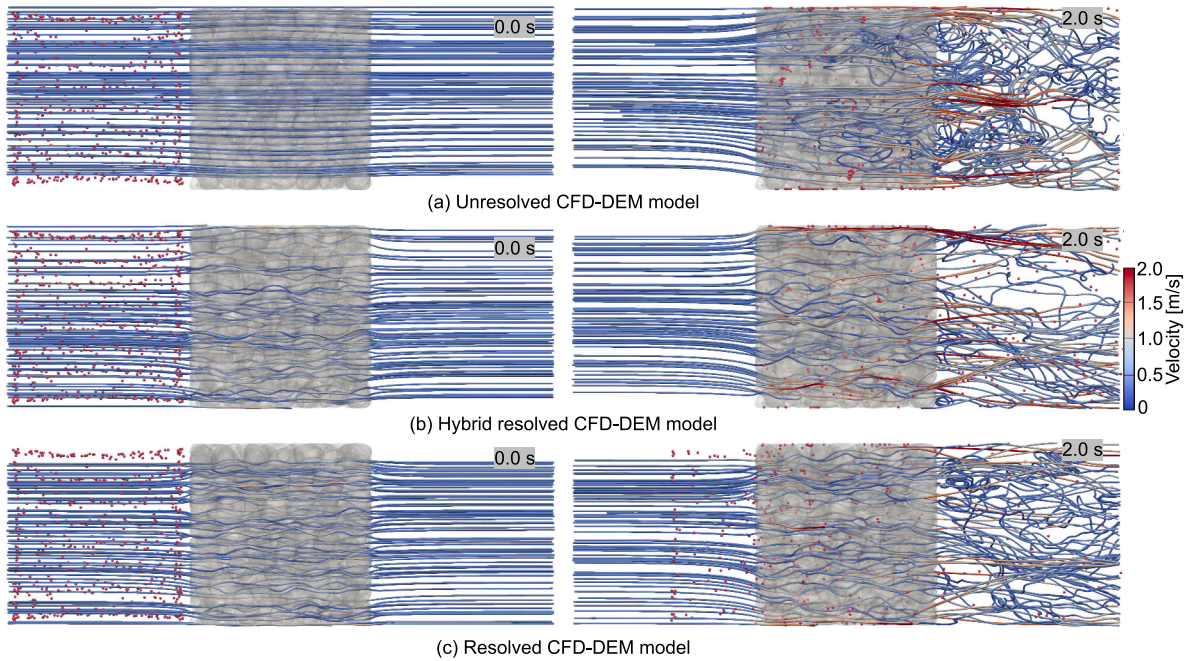 0.0 s
2.0 s
(a) Unresolved CFD-DEM model
0.0 s
2.0 s
(b) Hybrid resolved CFD-DEM model
2.0
1.5
1.0
0.5
0
Velocity [m/s]
0.0 s
2.0 s
(c) Resolved CFD-DEM model